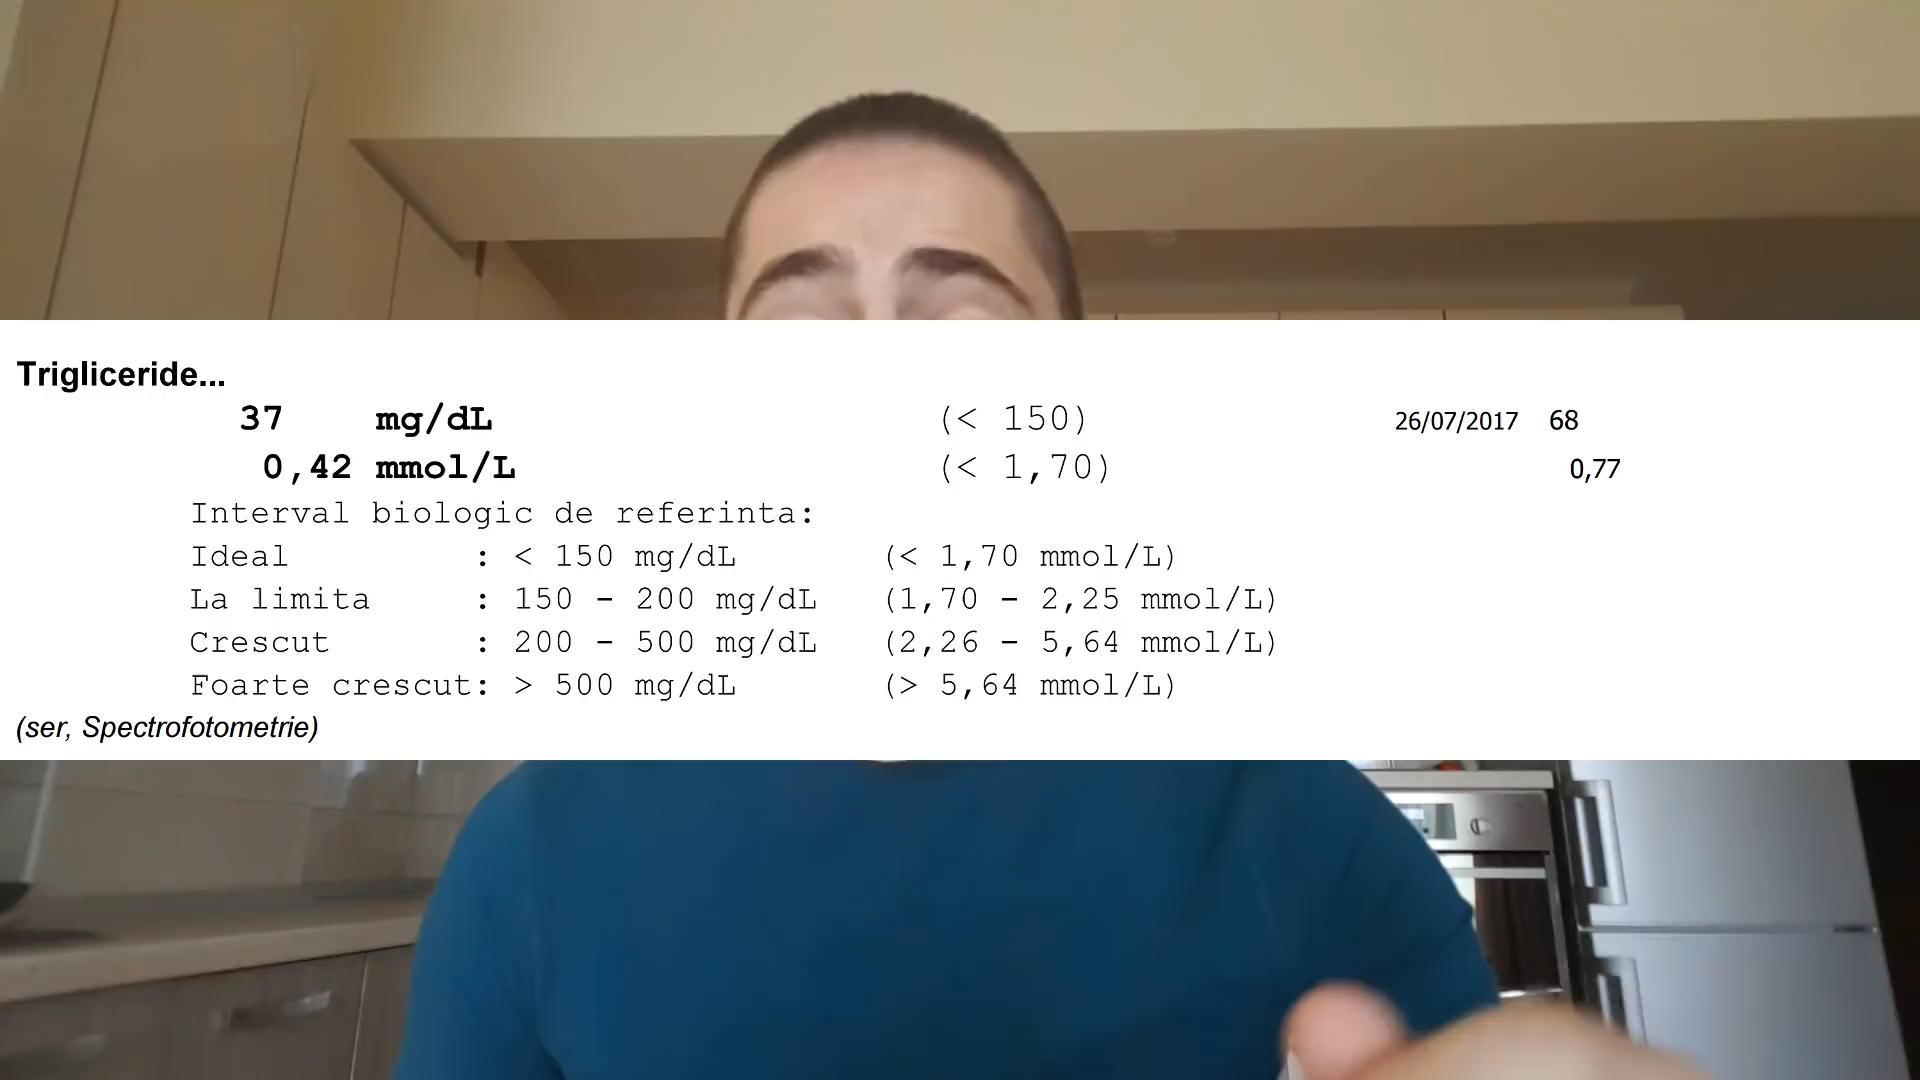 Trigliceride...
37 mg/dL (< 150) 26/07/2017 68
0,42 mmol/L (< 1,70) 0,77
Interval biologic de referinta:
Ideal : < 150 mg/dL (< 1,70 mmol/L)
La limita : 150 - 200 mg/dL (1,70 - 2,25 mmol/L)
Crescut : 200 - 500 mg/dL (2,26 - 5,64 mmol/L)
Foarte crescut: > 500 mg/dL (> 5,64 mmol/L)
(ser, Spectrofotometrie)